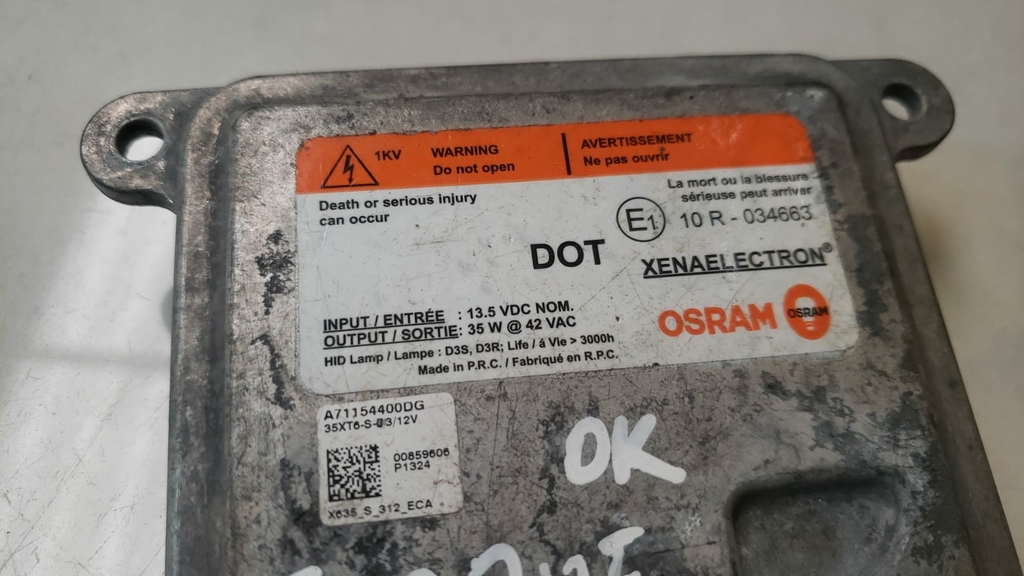 1KV
WARNING
Do not open
AVERTISSEMENT
Ne pas ouvrir
Death or serious injury
can occur
La mort ou la blessure
sérieuse peut arriver
E1 10 R - 034663
DOT
XENAELECTRON®
INPUT / ENTRÉE : 13.5 VDC NOM.
OUTPUT / SORTIE: 35 W @ 42 VAC
HID Lamp / Lampe : D3S, D3R; Life / á Vie > 3000h
Made in P.R.C. / Fabriqué en R.P.C.
OSRAM OSRAM
A71154400DG
35XT6-S-D3/12V
00859606
P1324
X635_S_312_ECA
OK